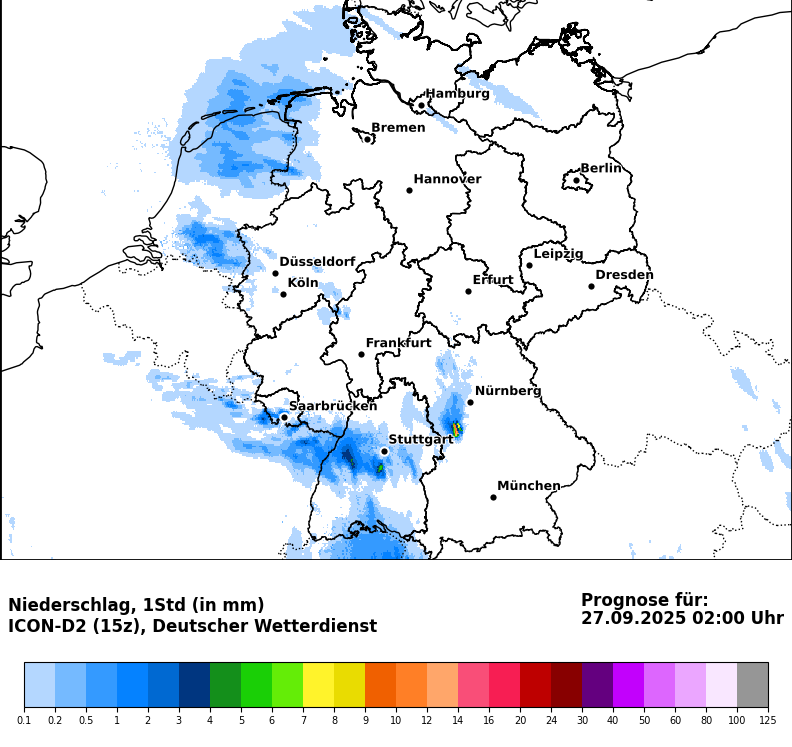 Hamburg
Bremen
Berlin
Hannover
Leipzig
Düsseldorf
Dresden
Köln
Erfurt
Frankfurt
Nürnberg
Saarbrücken
Stuttgart
München
Niederschlag, 1Std (in mm)
ICON-D2 (15z), Deutscher Wetterdienst
Prognose für:
27.09.2025 02:00 Uhr
0.1 0.2 0.5 1 2 3 4 5 6 7 8 9 10 12 14 16 20 24 30 40 50 60 80 100 125